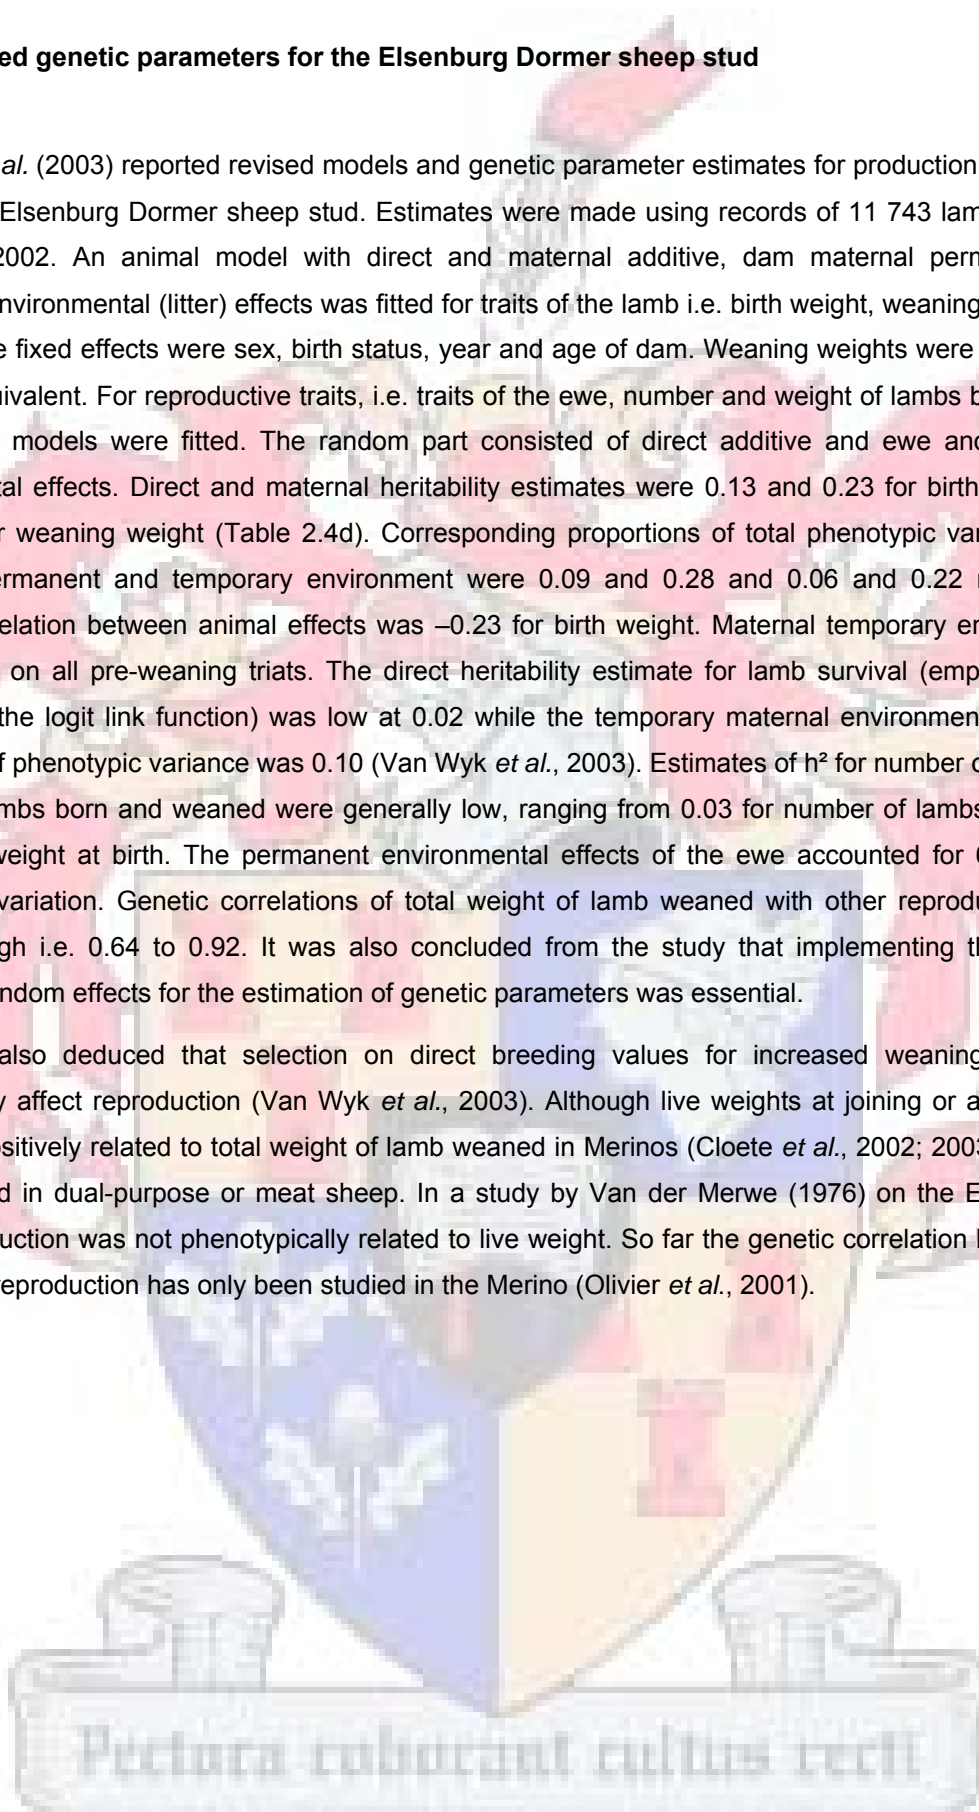 ed genetic parameters for the Elsenburg Dormer sheep stud
al. (2003) reported revised models and genetic parameter estimates for production
Elsenburg Dormer sheep stud. Estimates were made using records of 11 743 lam
2002. An animal model with direct and maternal additive, dam maternal perm
nvironmental (litter) effects was fitted for traits of the lamb i.e. birth weight, weaning
e fixed effects were sex, birth status, year and age of dam. Weaning weights were
uivalent. For reproductive traits, i.e. traits of the ewe, number and weight of lambs b
models were fitted. The random part consisted of direct additive and ewe and
tal effects. Direct and maternal heritability estimates were 0.13 and 0.23 for birth
r weaning weight (Table 2.4d). Corresponding proportions of total phenotypic var
ermanent and temporary environment were 0.09 and 0.28 and 0.06 and 0.22
elation between animal effects was –0.23 for birth weight. Maternal temporary en
on all pre-weaning triats. The direct heritability estimate for lamb survival (emp
the logit link function) was low at 0.02 while the temporary maternal environmen
f phenotypic variance was 0.10 (Van Wyk et al., 2003). Estimates of h² for number o
mbs born and weaned were generally low, ranging from 0.03 for number of lambs
weight at birth. The permanent environmental effects of the ewe accounted for
variation. Genetic correlations of total weight of lamb weaned with other reprodu
gh i.e. 0.64 to 0.92. It was also concluded from the study that implementing th
ndom effects for the estimation of genetic parameters was essential.
also deduced that selection on direct breeding values for increased weaning
y affect reproduction (Van Wyk et al., 2003). Although live weights at joining or a
sitively related to total weight of lamb weaned in Merinos (Cloete et al., 2002; 2003
d in dual-purpose or meat sheep. In a study by Van der Merwe (1976) on the E
uction was not phenotypically related to live weight. So far the genetic correlation
reproduction has only been studied in the Merino (Olivier et al., 2001).
Pectora roborant cultus recti